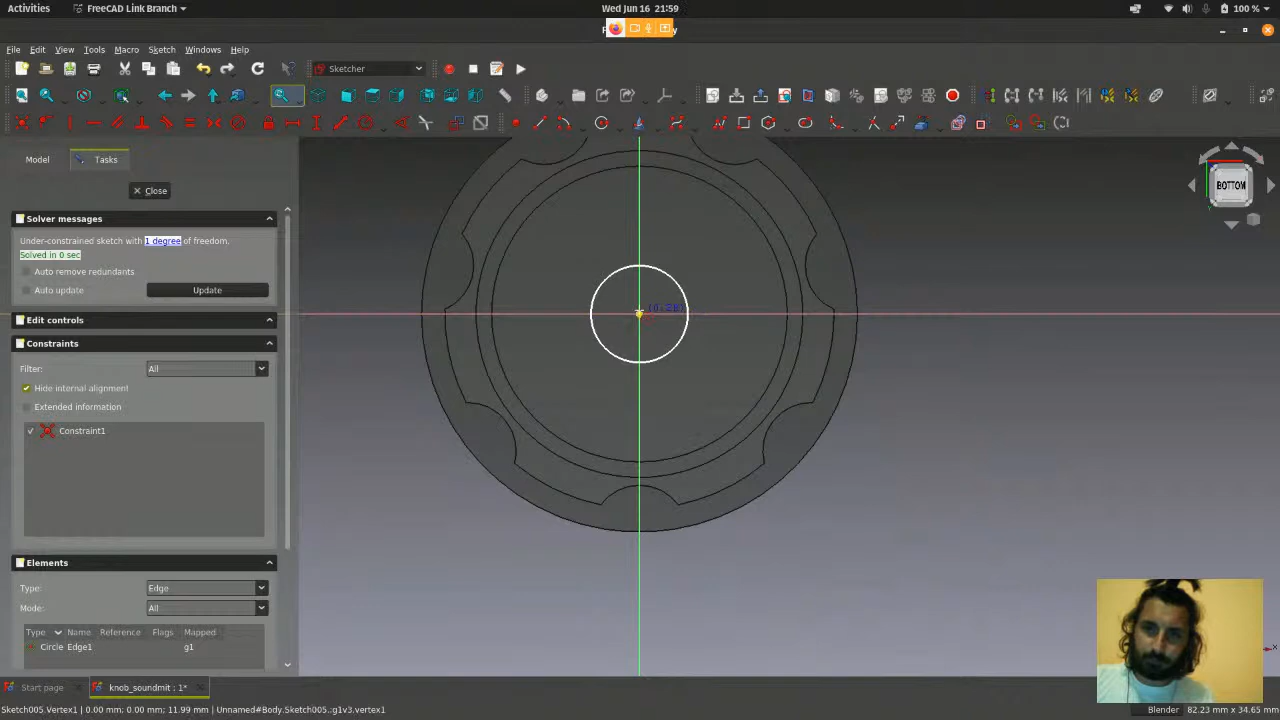 Activities
FreeCAD Link Branch
Wed Jun 16 21:59
100 %
File Edit View Tools Macro Sketch Windows Help
Sketcher
Model
Tasks
Close
BOTTOM
Solver messages
Under-constrained sketch with 1 degree of freedom.
Solved in 0 sec
Auto remove redundants
Auto update
Update
Edit controls
Constraints
Filter:
All
Hide internal alignment
Extended information
Constraint1
Elements
Type:
Edge
Mode:
All
Type Name Reference Flags Mapped
Circle Edge1 g1
Start page
knob_soundmit : 1*
Sketch005.Vertex1 | 0.00 mm; 0.00 mm; 11.99 mm | Unnamed#Body.Sketch005.;g1v3.vertex1
Blender
82.23 mm x 34.65 mm